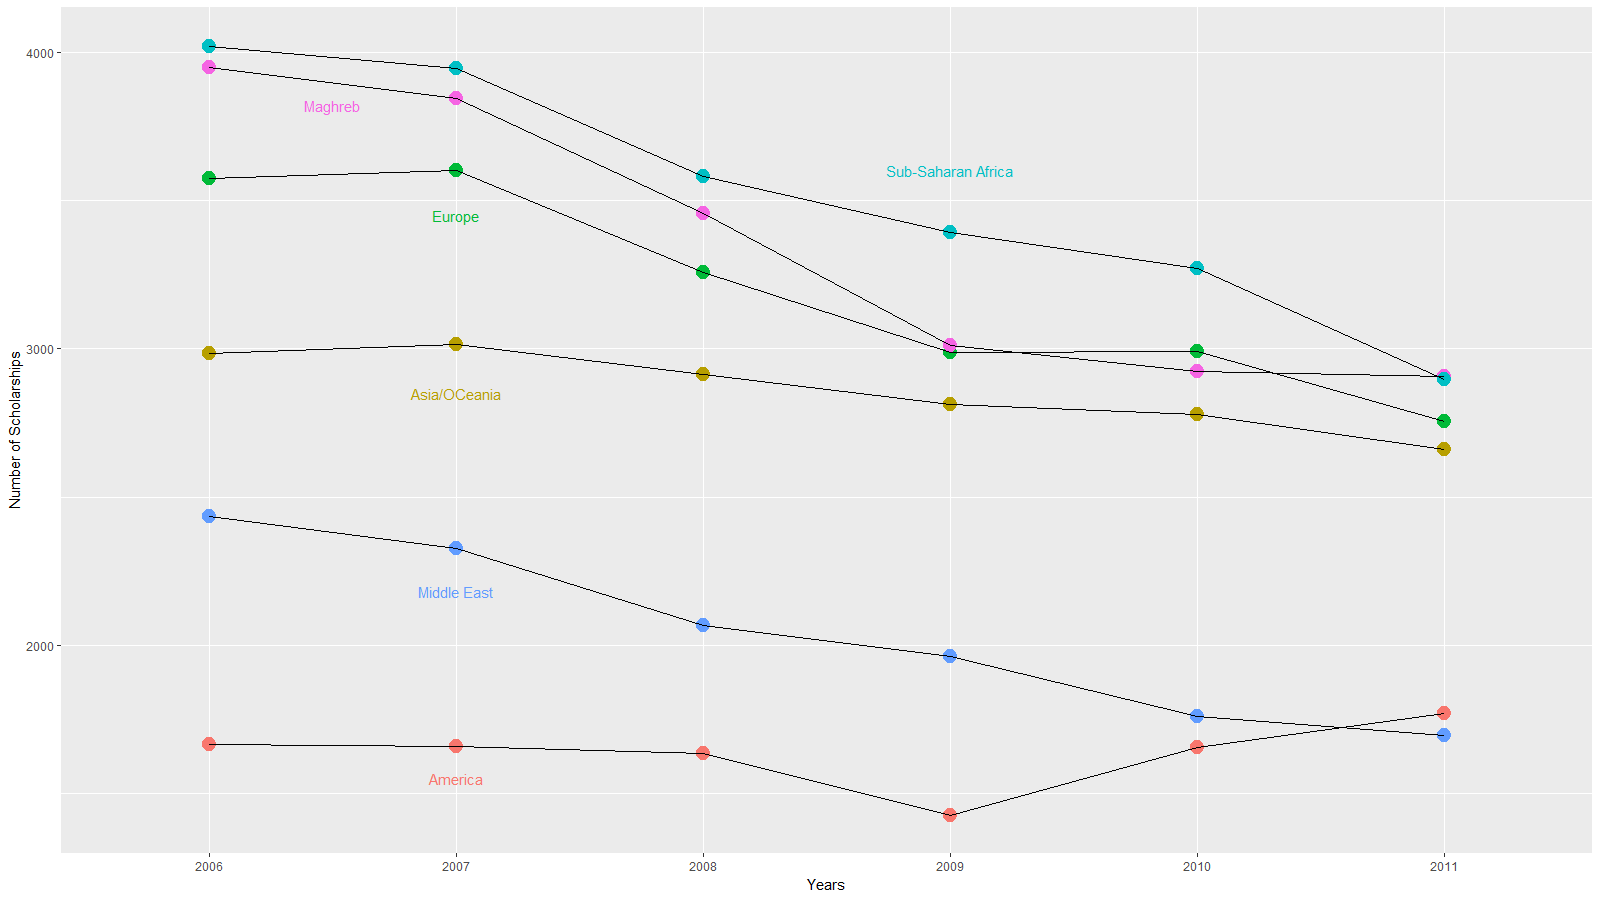 4000
Maghreb
Sub-Saharan Africa
Europe
3000
Asia/OCeania
Number of Scholarships
Middle East
2000
America
2006 2007 2008 2009 2010 2011
Years